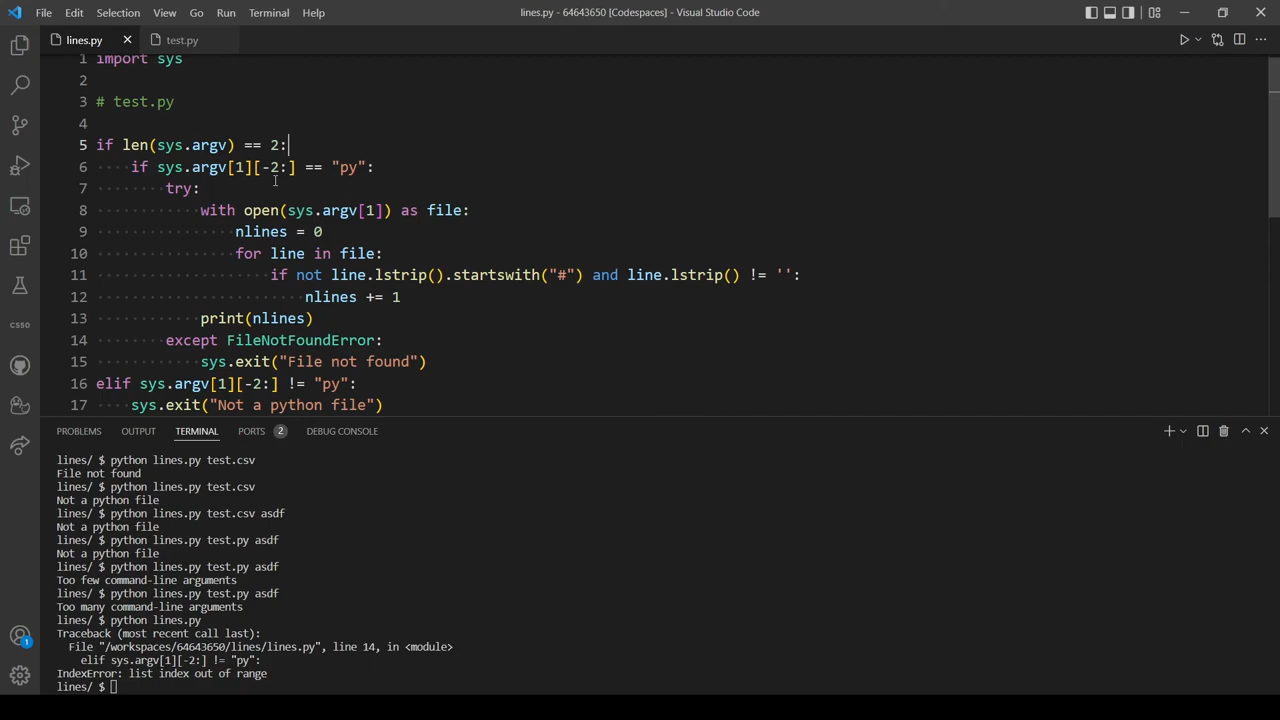 File Edit Selection View Go Run Terminal Help lines.py - 64643650 [Codespaces] - Visual Studio Code
lines.py test.py
1 import sys
2
3 # test.py
4
5 if len(sys.argv) == 2:
6 if sys.argv[1][-2:] == "py":
7 try:
8 with open(sys.argv[1]) as file:
9 nlines = 0
10 for line in file:
11 if not line.lstrip().startswith("#") and line.lstrip() != '':
12 nlines += 1
13 print(nlines)
14 except FileNotFoundError:
15 sys.exit("File not found")
16 elif sys.argv[1][-2:] != "py":
17 sys.exit("Not a python file")
CS50
PROBLEMS OUTPUT TERMINAL PORTS 2 DEBUG CONSOLE
lines/ $ python lines.py test.csv
File not found
lines/ $ python lines.py test.csv
Not a python file
lines/ $ python lines.py test.csv asdf
Not a python file
lines/ $ python lines.py test.py asdf
Not a python file
lines/ $ python lines.py test.py asdf
Too few command-line arguments
lines/ $ python lines.py test.py asdf
Too many command-line arguments
lines/ $ python lines.py
Traceback (most recent call last):
File "/workspaces/64643650/lines/lines.py", line 14, in <module>
elif sys.argv[1][-2:] != "py":
IndexError: list index out of range
lines/ $
1